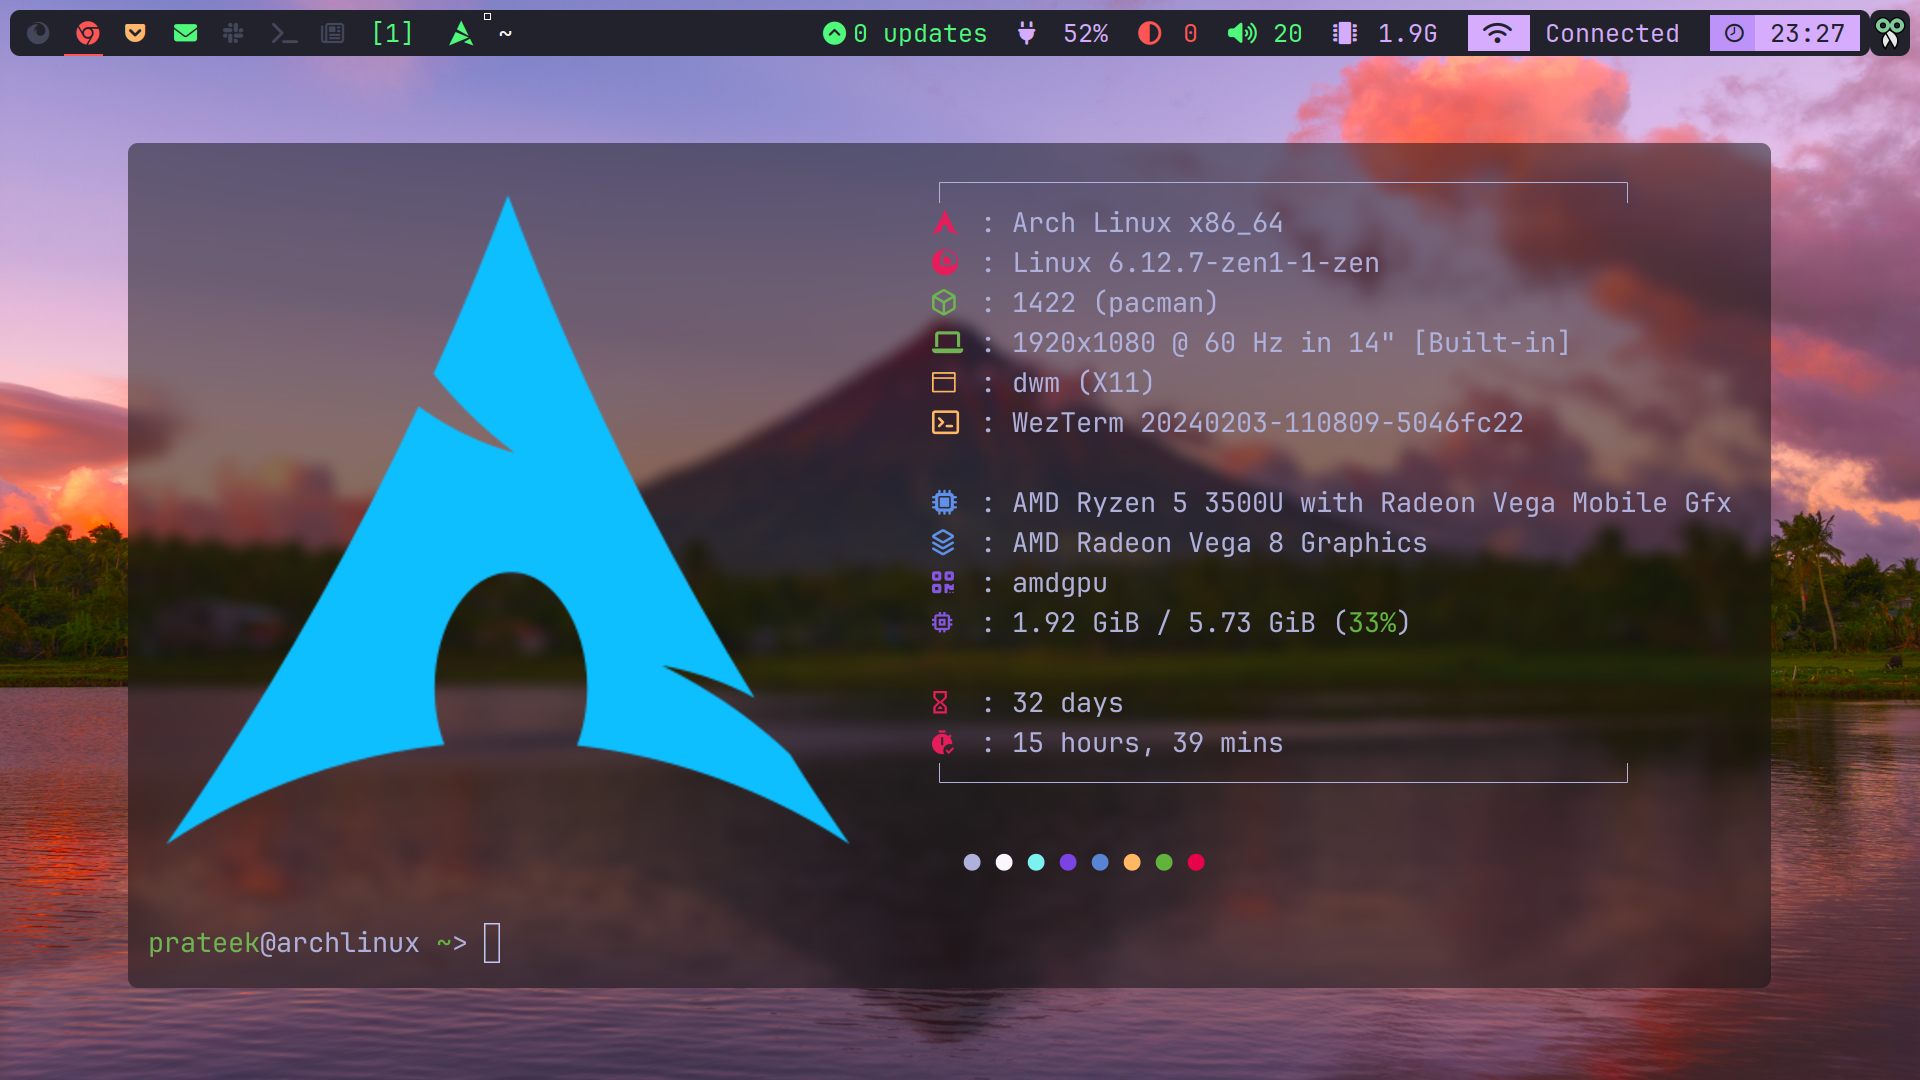 [1] ~ 0 updates 52% 0 20 1.9G Connected 23:27
: Arch Linux x86_64
: Linux 6.12.7-zen1-1-zen
: 1422 (pacman)
: 1920x1080 @ 60 Hz in 14" [Built-in]
: dwm (X11)
: WezTerm 20240203-110809-5046fc22
: AMD Ryzen 5 3500U with Radeon Vega Mobile Gfx
: AMD Radeon Vega 8 Graphics
: amdgpu
: 1.92 GiB / 5.73 GiB (33%)
: 32 days
: 15 hours, 39 mins
prateek@archlinux ~>